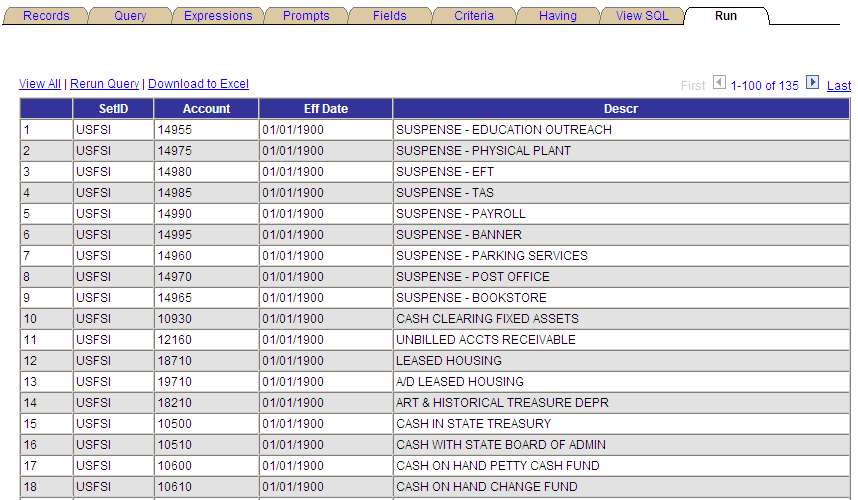 Records Query Expressions Prompts Fields Criteria Having View SQL Run
View All | Rerun Query | Download to Excel First 1-100 of 135 Last
SetID Account Eff Date Descr
1 USFSI 14955 01/01/1900 SUSPENSE - EDUCATION OUTREACH
2 USFSI 14975 01/01/1900 SUSPENSE - PHYSICAL PLANT
3 USFSI 14980 01/01/1900 SUSPENSE - EFT
4 USFSI 14985 01/01/1900 SUSPENSE - TAS
5 USFSI 14990 01/01/1900 SUSPENSE - PAYROLL
6 USFSI 14995 01/01/1900 SUSPENSE - BANNER
7 USFSI 14960 01/01/1900 SUSPENSE - PARKING SERVICES
8 USFSI 14970 01/01/1900 SUSPENSE - POST OFFICE
9 USFSI 14965 01/01/1900 SUSPENSE - BOOKSTORE
10 USFSI 10930 01/01/1900 CASH CLEARING FIXED ASSETS
11 USFSI 12160 01/01/1900 UNBILLED ACCTS RECEIVABLE
12 USFSI 18710 01/01/1900 LEASED HOUSING
13 USFSI 19710 01/01/1900 A/D LEASED HOUSING
14 USFSI 18210 01/01/1900 ART & HISTORICAL TREASURE DEPR
15 USFSI 10500 01/01/1900 CASH IN STATE TREASURY
16 USFSI 10510 01/01/1900 CASH WITH STATE BOARD OF ADMIN
17 USFSI 10600 01/01/1900 CASH ON HAND PETTY CASH FUND
18 USFSI 10610 01/01/1900 CASH ON HAND CHANGE FUND